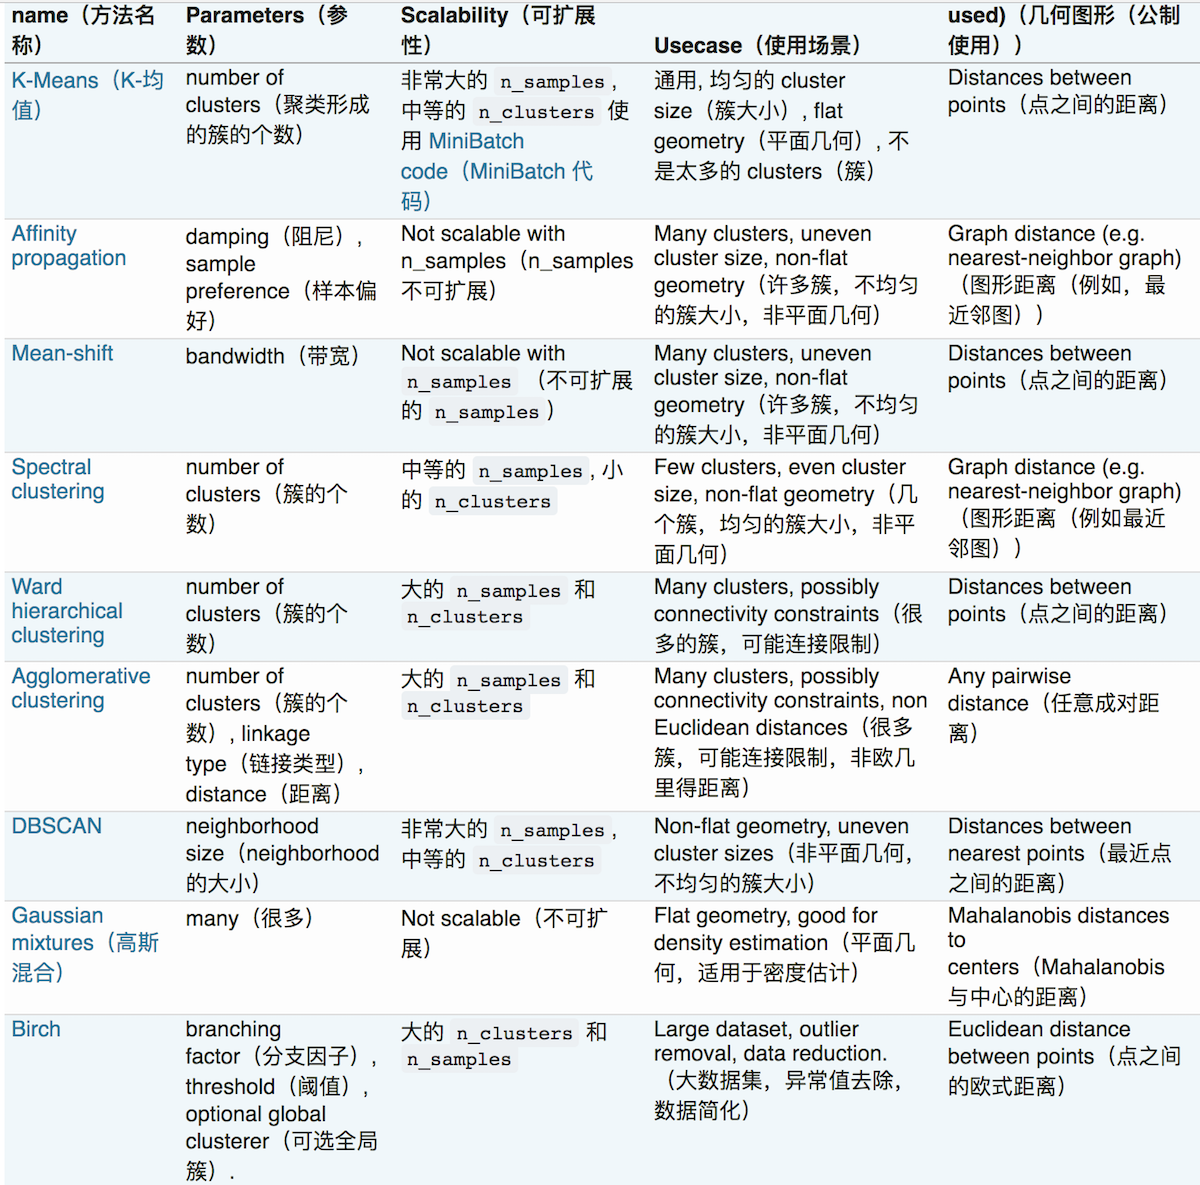 name（方法名
称）
Parameters（参
数）
Scalability（可扩展
性）
Usecase（使用场景）
used)（几何图形（公制
使用））
K-Means（K-均
值）
number of
clusters（聚类形成
的簇的个数）
非常大的 n_samples,
中等的 n_clusters 使
用 MiniBatch
code（MiniBatch 代
码）
通用, 均匀的 cluster
size（簇大小）, flat
geometry（平面几何）, 不
是太多的 clusters（簇）
Distances between
points（点之间的距离）
Affinity
propagation
damping（阻尼）,
sample
preference（样本偏
好）
Not scalable with
n_samples（n_samples
不可扩展）
Many clusters, uneven
cluster size, non-flat
geometry（许多簇，不均匀
的簇大小，非平面几何）
Graph distance (e.g.
nearest-neighbor graph)
（图形距离（例如，最
近邻图））
Mean-shift
bandwidth（带宽）
Not scalable with
n_samples （不可扩展
的 n_samples）
Many clusters, uneven
cluster size, non-flat
geometry（许多簇，不均匀
的簇大小，非平面几何）
Distances between
points（点之间的距离）
Spectral
clustering
number of
clusters（簇的个
数）
中等的 n_samples, 小
的 n_clusters
Few clusters, even cluster
size, non-flat geometry（几
个簇，均匀的簇大小，非平
面几何）
Graph distance (e.g.
nearest-neighbor graph)
（图形距离（例如最近
邻图））
Ward
hierarchical
clustering
number of
clusters（簇的个
数）
大的 n_samples 和
n_clusters
Many clusters, possibly
connectivity constraints（很
多的簇，可能连接限制）
Distances between
points（点之间的距离）
Agglomerative
clustering
number of
clusters（簇的个
数）, linkage
type（链接类型）,
distance（距离）
大的 n_samples 和
n_clusters
Many clusters, possibly
connectivity constraints, non
Euclidean distances（很多
簇，可能连接限制，非欧几
里得距离）
Any pairwise
distance（任意成对距
离）
DBSCAN
neighborhood
size（neighborhood
的大小）
非常大的 n_samples,
中等的 n_clusters
Non-flat geometry, uneven
cluster sizes（非平面几何，
不均匀的簇大小）
Distances between
nearest points（最近点
之间的距离）
Gaussian
mixtures（高斯
混合）
many（很多）
Not scalable（不可扩
展）
Flat geometry, good for
density estimation（平面几
何，适用于密度估计）
Mahalanobis distances
to
centers（Mahalanobis
与中心的距离）
Birch
branching
factor（分支因子）,
threshold（阈值）,
optional global
clusterer（可选全局
簇）.
大的 n_clusters 和
n_samples
Large dataset, outlier
removal, data reduction.
（大数据集，异常值去除，
数据简化）
Euclidean distance
between points（点之间
的欧式距离）